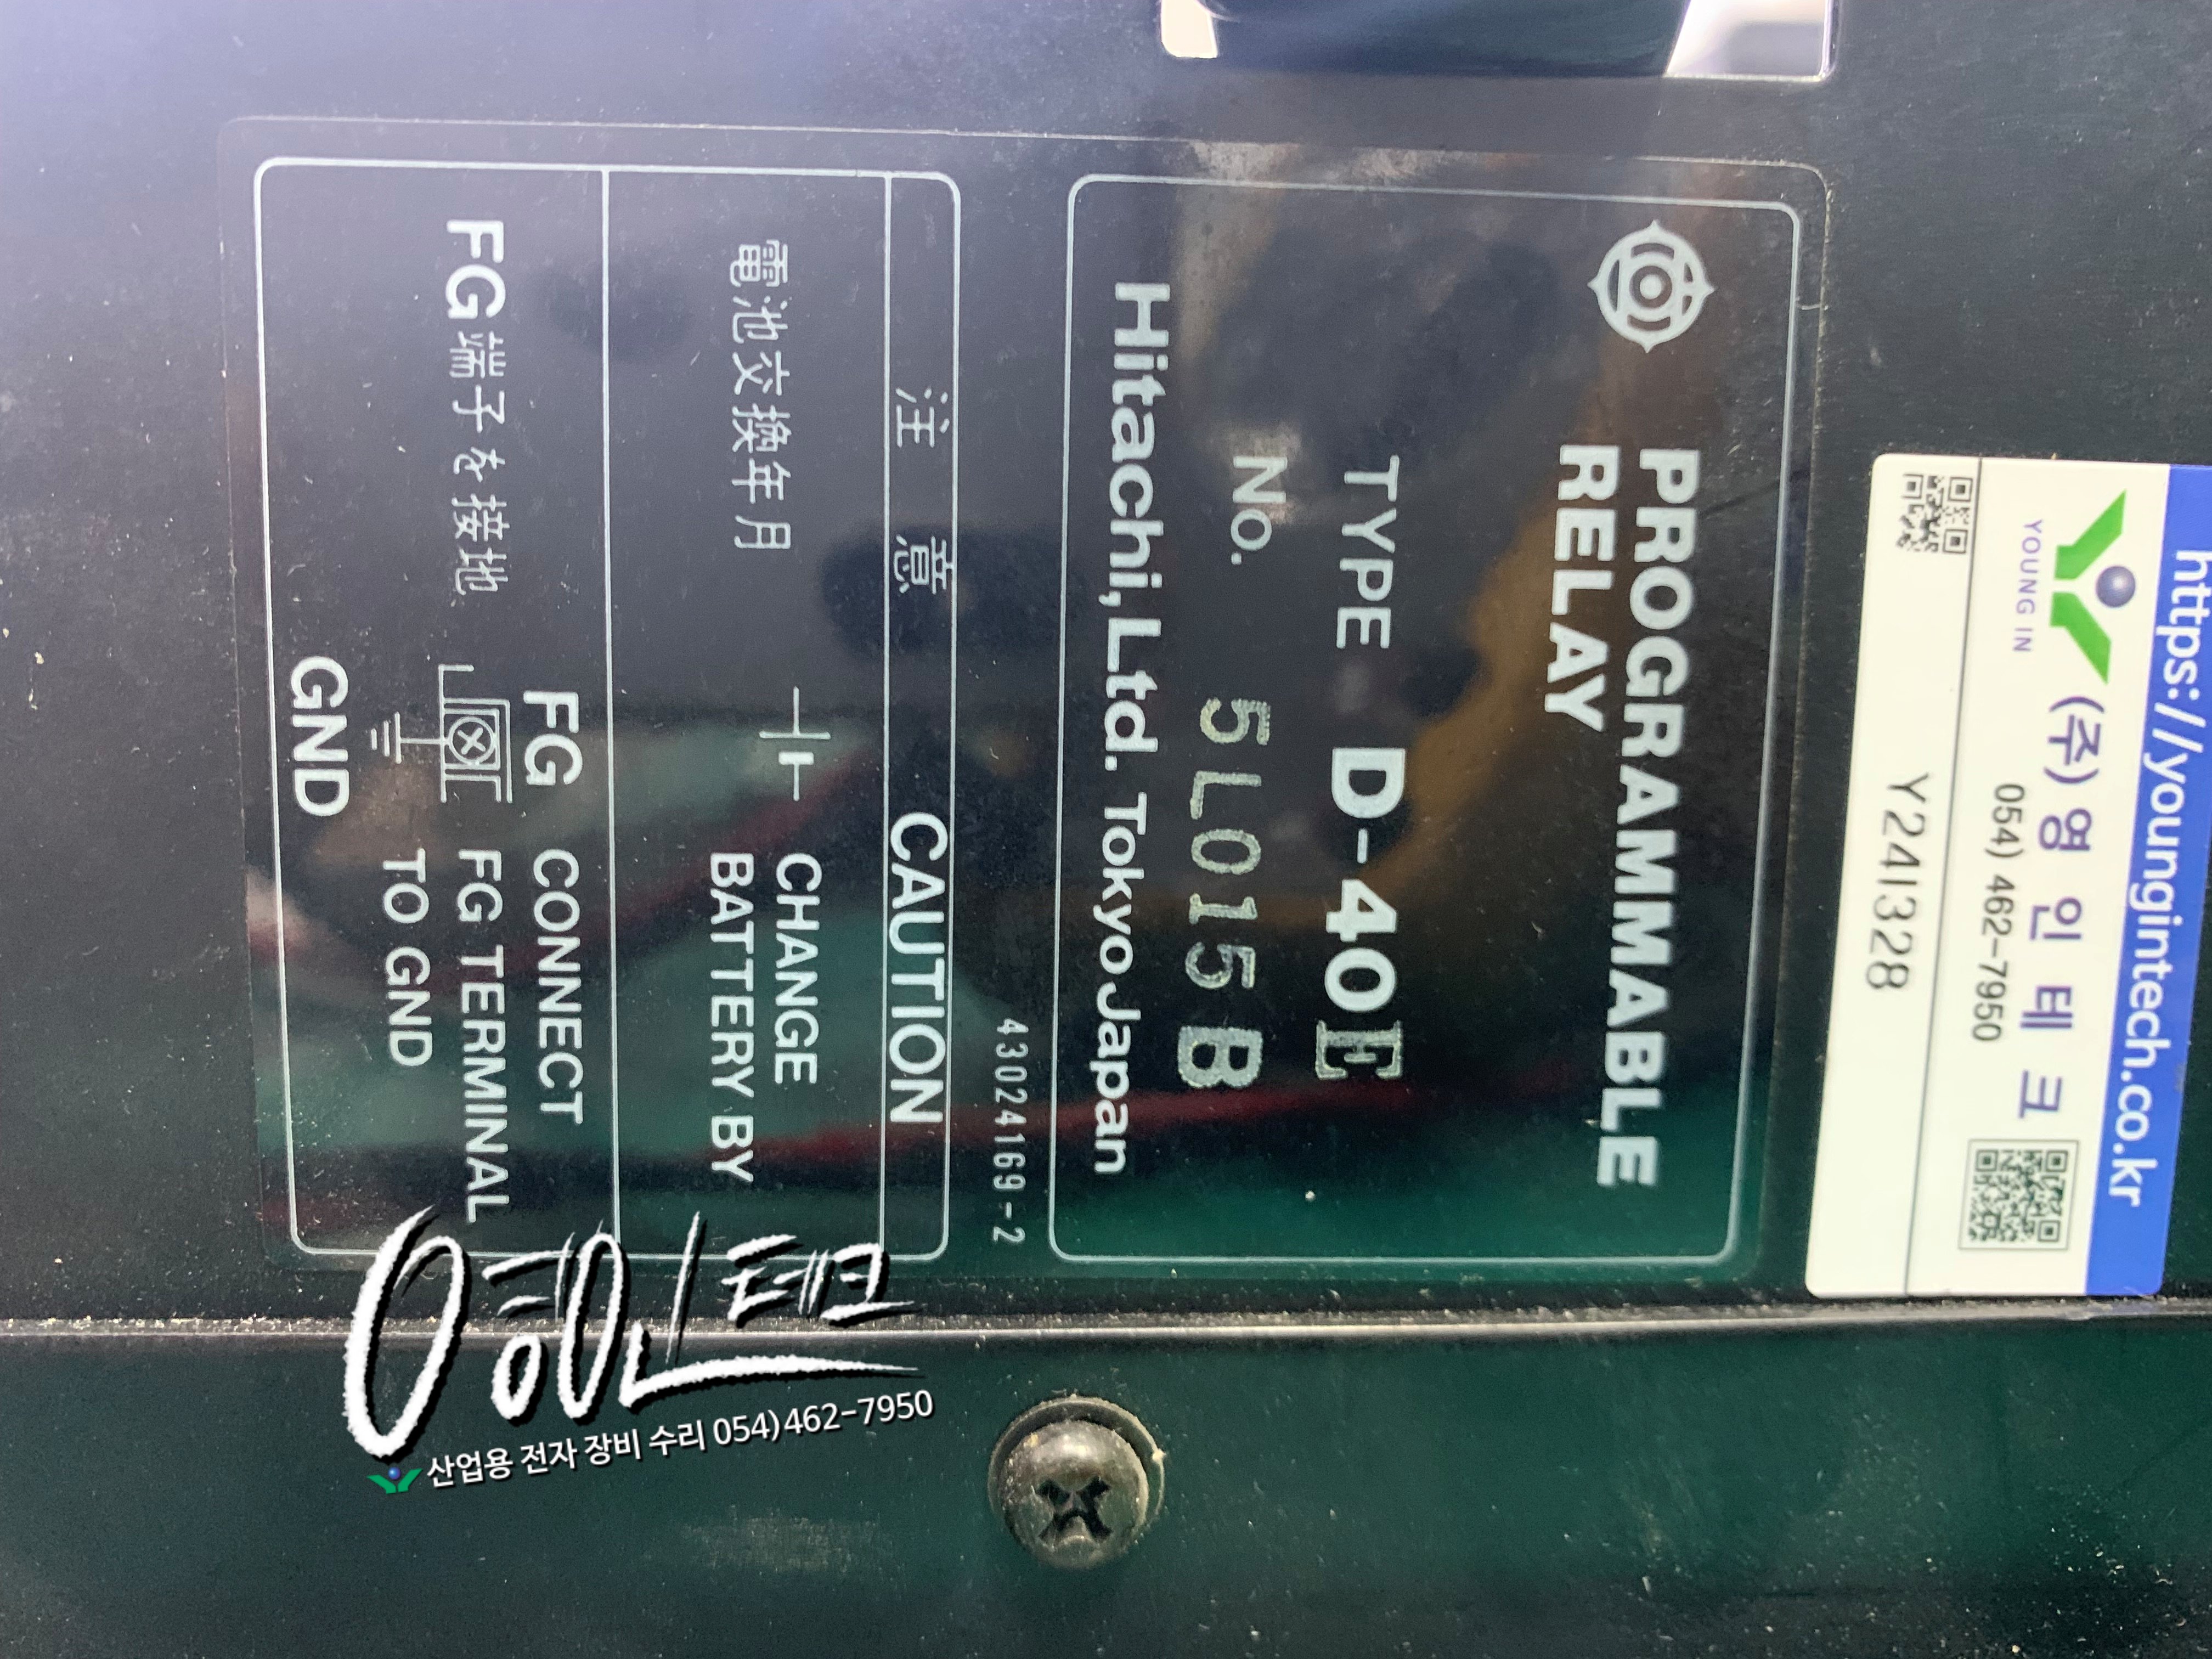 PROGRAMMABLE
RELAY
TYPE D-40E
No. 5L015B
Hitachi, Ltd. Tokyo Japan
43024169-2
注意 CAUTION
電池交換年月 CHANGE
BATTERY BY
FG端子を接地 FG CONNECT
FG TERMINAL
GND TO GND
https://youngintech.co.kr
YOUNG IN (주)영인테크
054) 462-7950
Y241328
영인테크
산업용 전자 장비 수리 054)462-7950